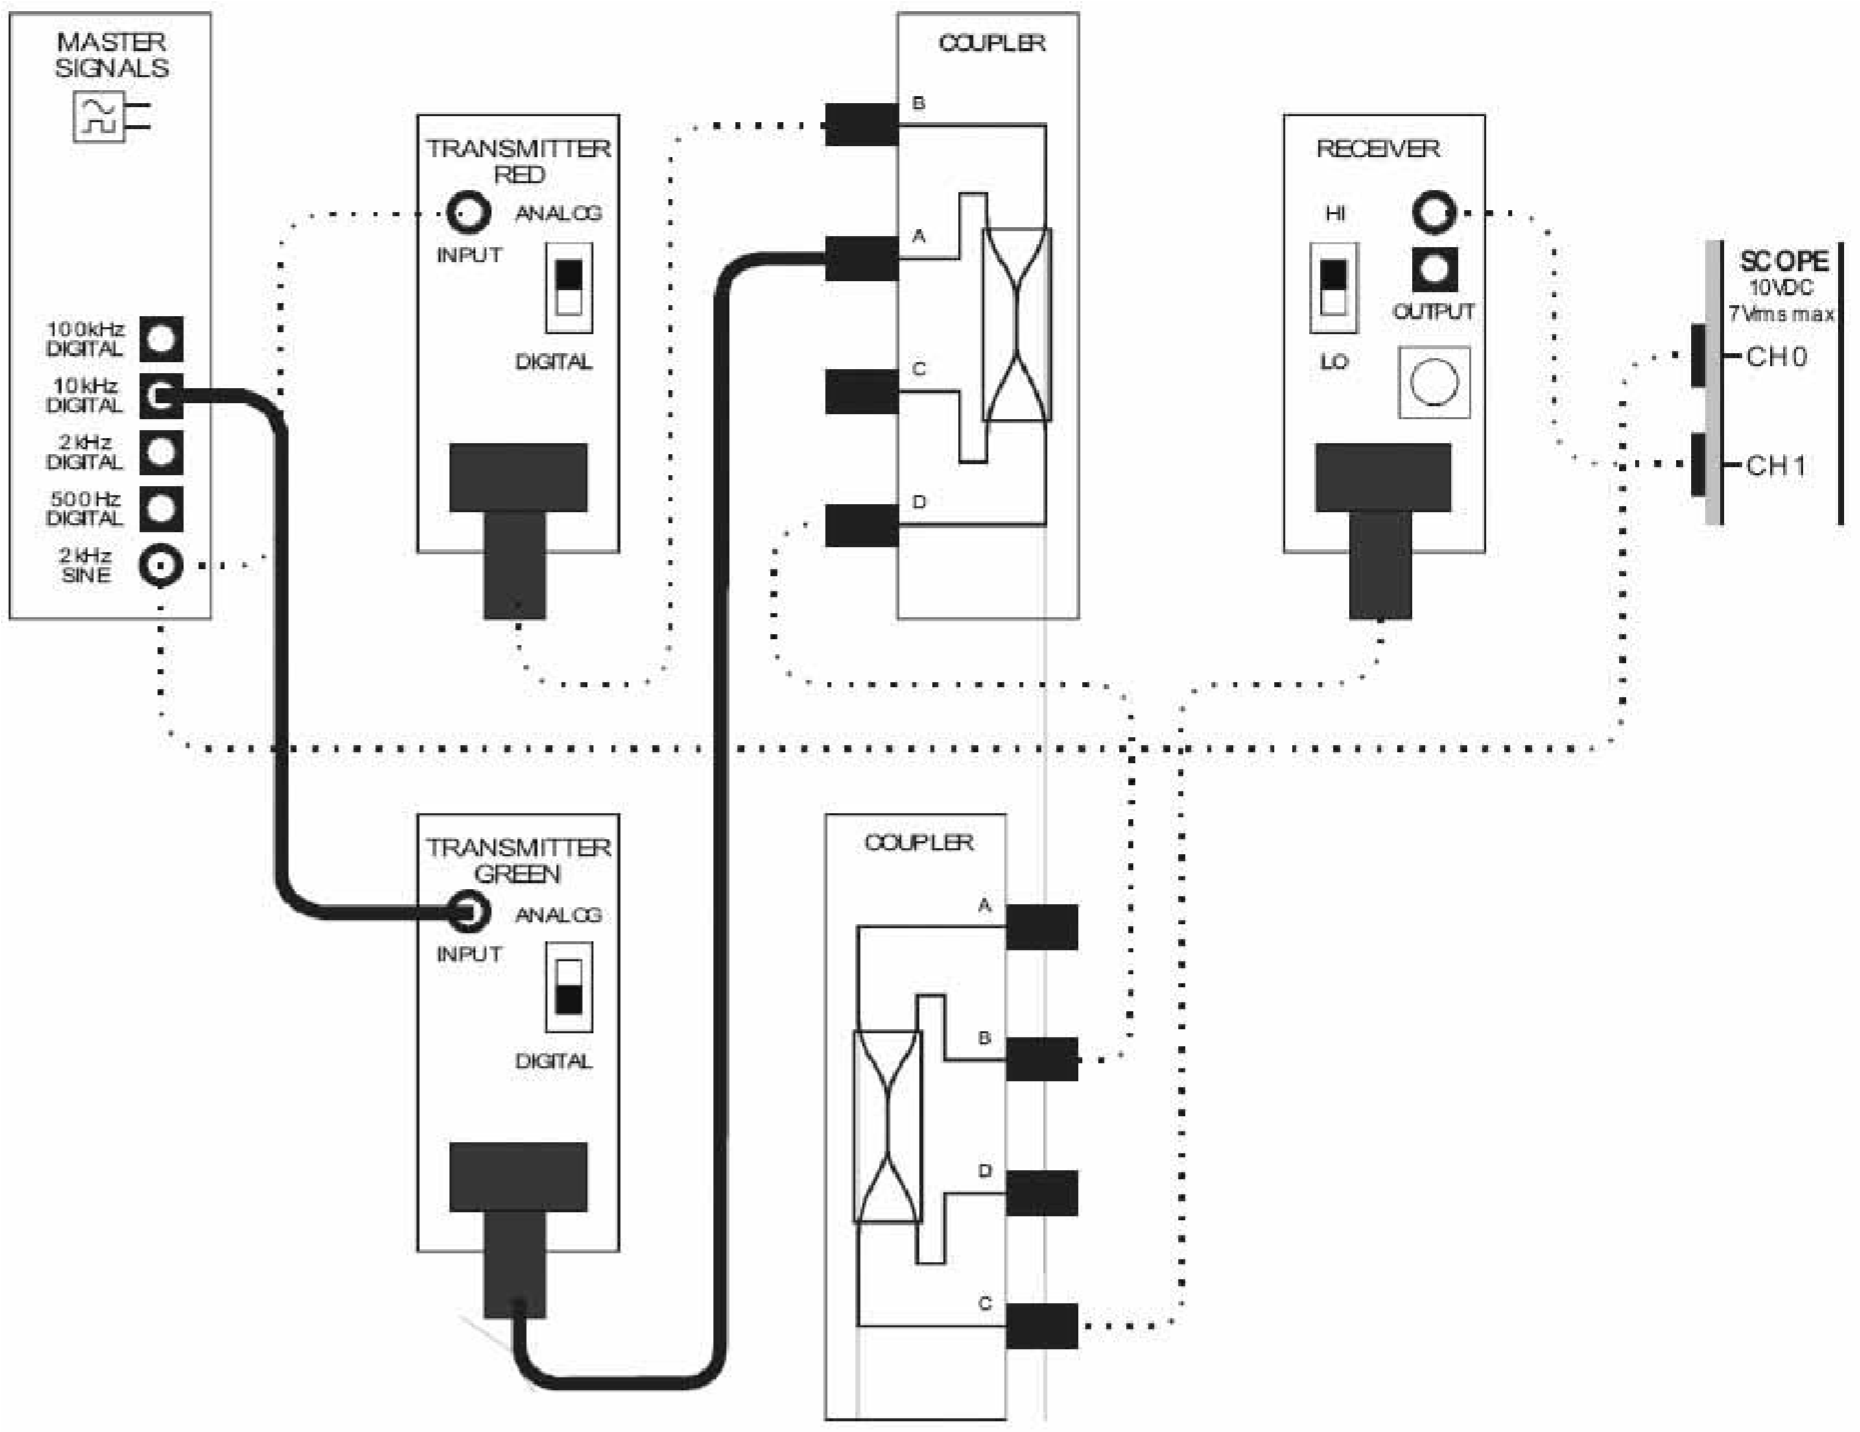 MASTER
SIGNALS
100kHz
DIGITAL
10kHz
DIGITAL
2kHz
DIGITAL
500Hz
DIGITAL
2kHz
SINE
TRANSMITTER
RED
ANALOG
INPUT
DIGITAL
COUPLER
B
A
C
D
RECEIVER
HI
OUTPUT
LO
SCOPE
10VDC
7Vrms max
CH0
CH1
TRANSMITTER
GREEN
ANALOG
INPUT
DIGITAL
COUPLER
A
B
D
C